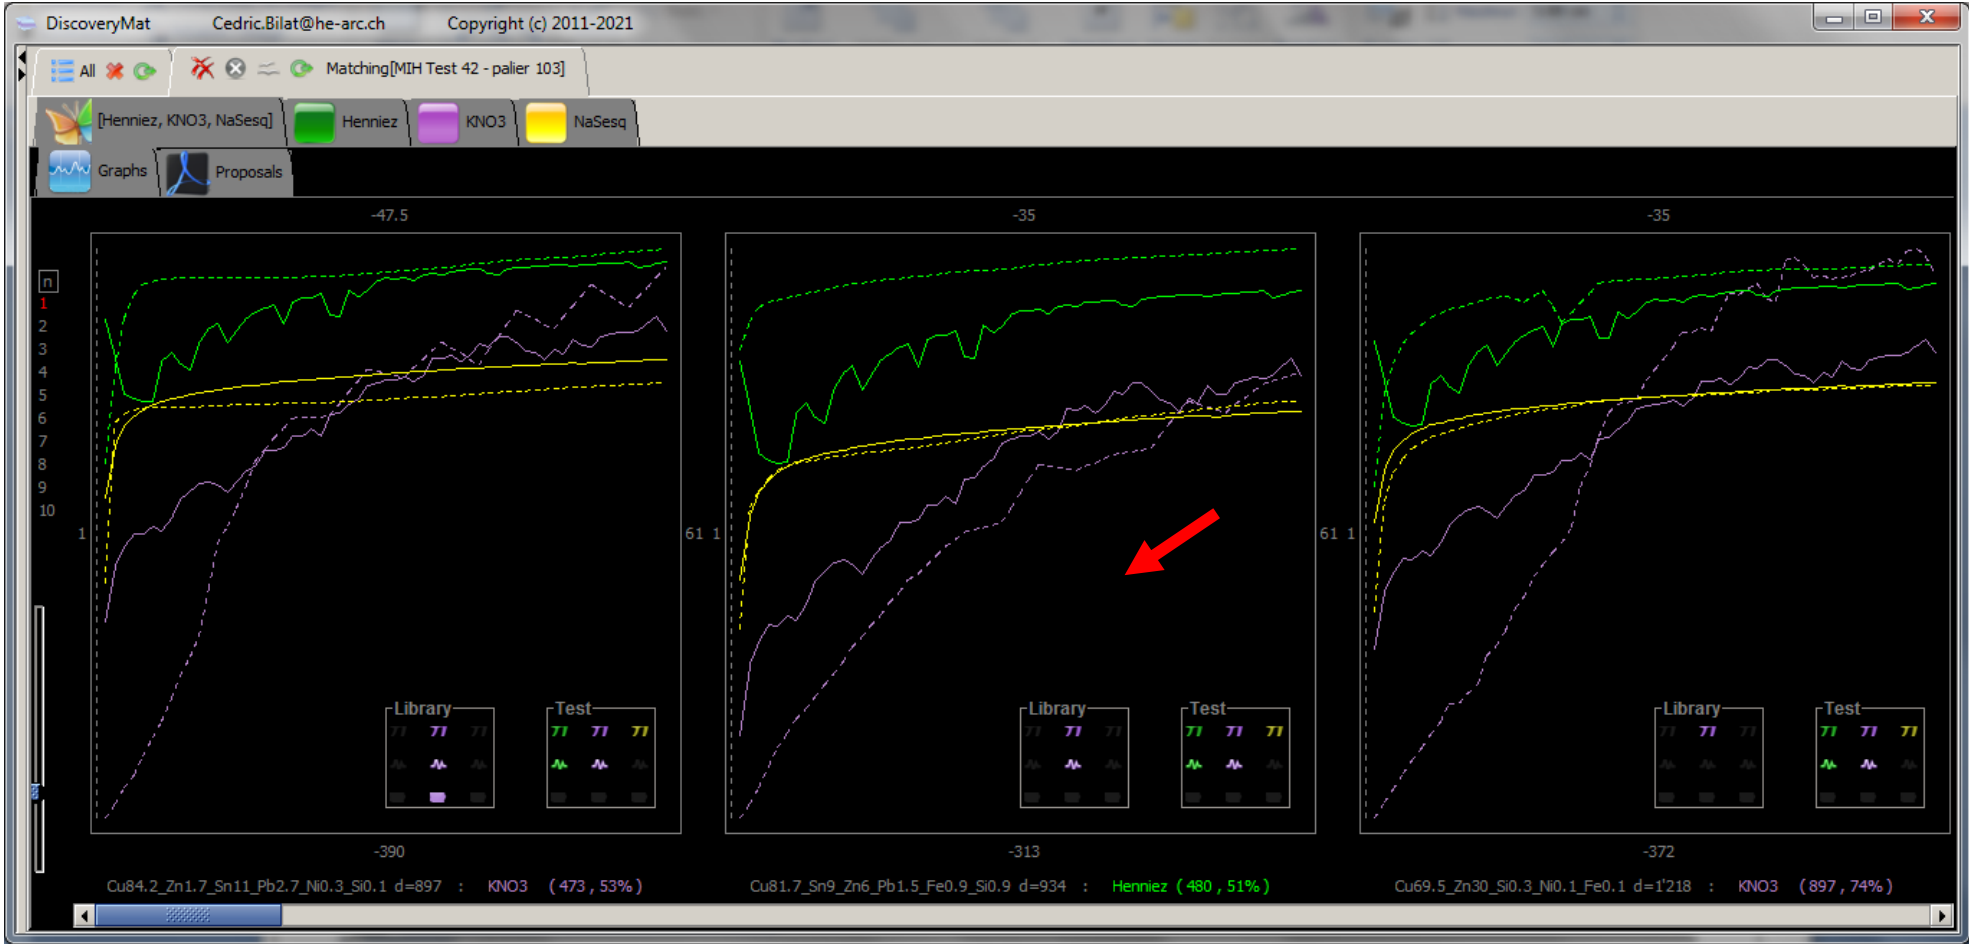 DiscoveryMat Cedric.Bilat@he-arc.ch Copyright (c) 2011-2021
All Matching[MIH Test 42 - palier 103]
[Henniez, KNO3, NaSesq] Henniez KNO3 NaSesq
Graphs Proposals
-47.5 -35 -35
n
1
2
3
4
5
6
7
8
9
10
1 61 1 61 1
Library Test Library Test Library Test
-390 -313 -372
Cu84.2_Zn1.7_Sn11_Pb2.7_Ni0.3_Si0.1 d=897 : KNO3 ( 473 , 53% ) Cu81.7_Sn9_Zn6_Pb1.5_Fe0.9_Si0.9 d=934 : Henniez ( 480 , 51% ) Cu69.5_Zn30_Si0.3_Ni0.1_Fe0.1 d=1'218 : KNO3 ( 897 , 74% )